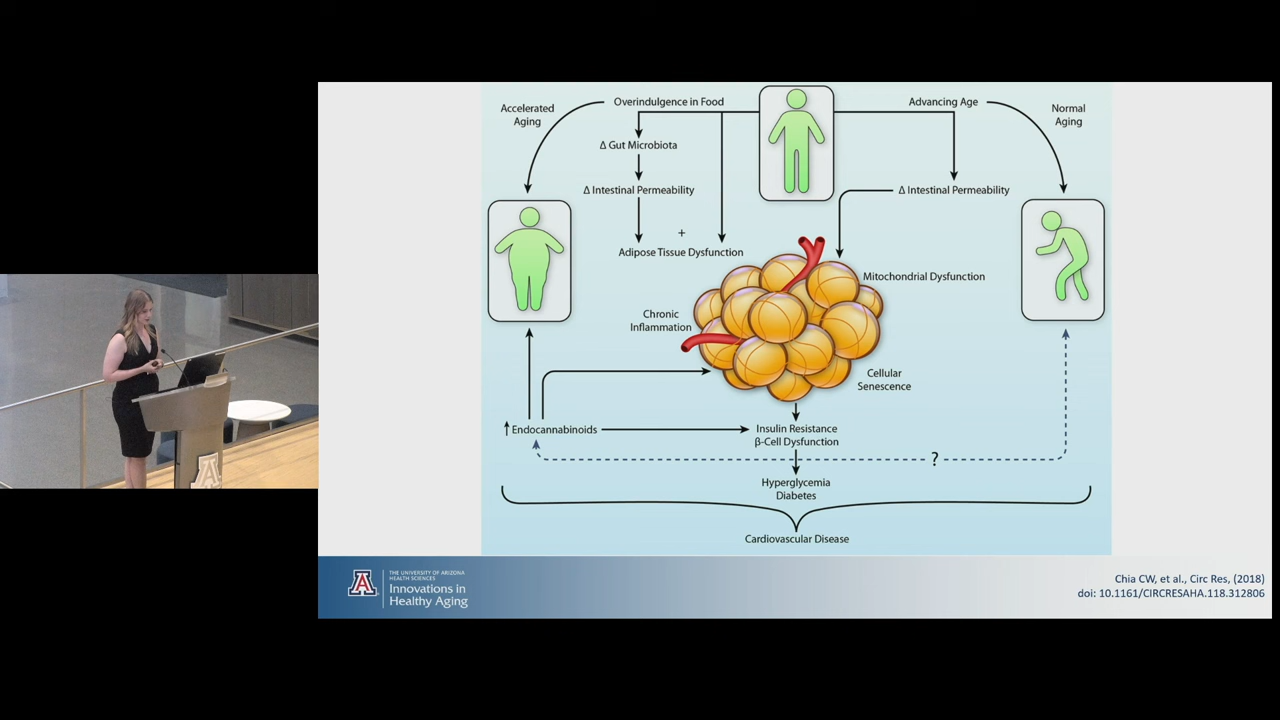 Accelerated
Aging
Overindulgence in Food
Advancing Age
Normal
Aging
Δ Gut Microbiota
Δ Intestinal Permeability
Δ Intestinal Permeability
+
Adipose Tissue Dysfunction
Mitochondrial Dysfunction
Chronic
Inflammation
Cellular
Senescence
↑ Endocannabinoids
Insulin Resistance
β-Cell Dysfunction
?
Hyperglycemia
Diabetes
Cardiovascular Disease
A
THE UNIVERSITY OF ARIZONA
HEALTH SCIENCES
Innovations in
Healthy Aging
Chia CW, et al., Circ Res, (2018)
doi: 10.1161/CIRCRESAHA.118.312806
A